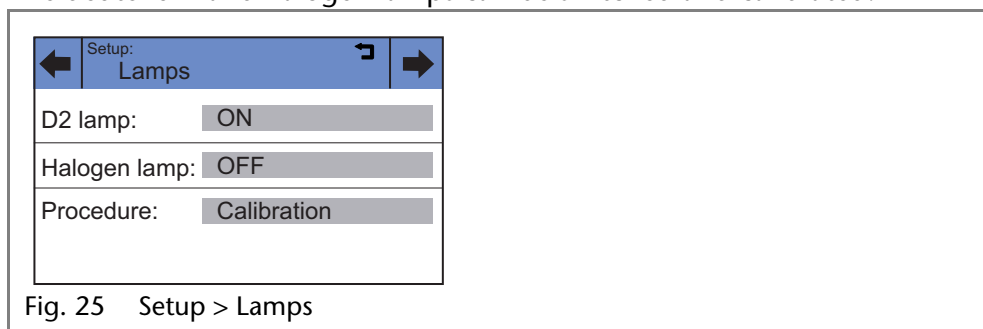 Setup:
Lamps
D2 lamp: ON
Halogen lamp: OFF
Procedure: Calibration
Fig. 25 Setup > Lamps